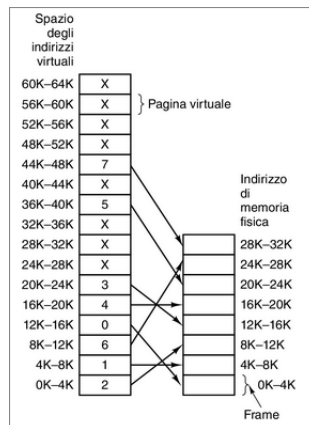 Spazio
degli
indirizzi
virtuali
60K–64K X
56K–60K X Pagina virtuale
52K–56K X
48K–52K X
44K–48K 7
40K–44K X
36K–40K 5
32K–36K X
28K–32K X
24K–28K X
20K–24K 3
16K–20K 4
12K–16K 0
8K–12K 6
4K–8K 1
0K–4K 2
Indirizzo
di
memoria
fisica
28K–32K
24K–28K
20K–24K
16K–20K
12K–16K
8K–12K
4K–8K
0K–4K
Frame